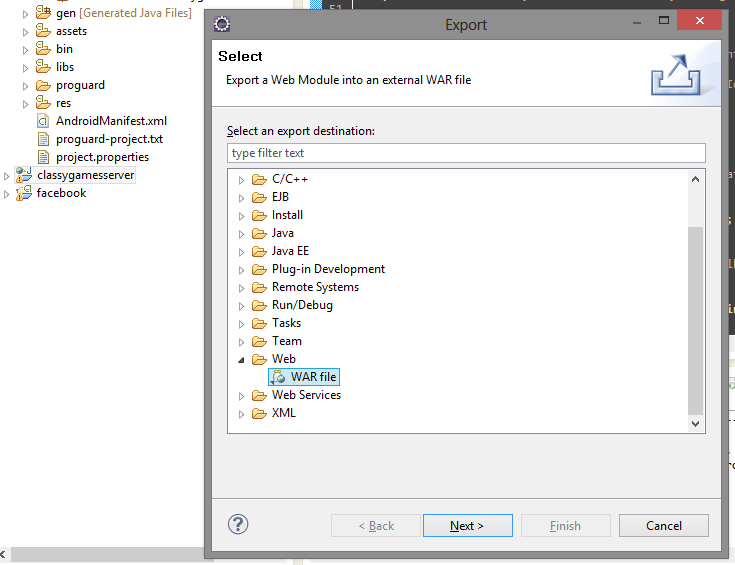 gen [Generated Java Files]
assets
bin
libs
proguard
res
AndroidManifest.xml
proguard-project.txt
project.properties
classygamesserver
facebook
51
Export
Select
Export a Web Module into an external WAR file
Select an export destination:
type filter text
C/C++
EJB
Install
Java
Java EE
Plug-in Development
Remote Systems
Run/Debug
Tasks
Team
Web
WAR file
Web Services
XML
< Back
Next >
Finish
Cancel